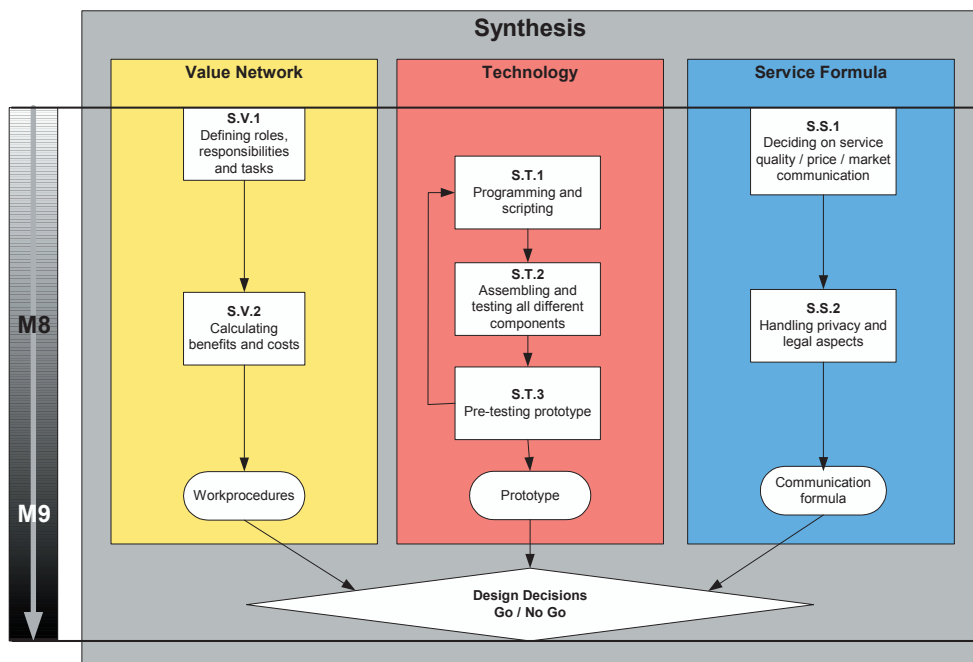 Synthesis
Value Network
Technology
Service Formula
S.V.1
Defining roles,
responsibilities
and tasks
S.S.1
Deciding on service
quality / price / market
communication
S.T.1
Programming and
scripting
S.T.2
Assembling and
testing all different
components
S.V.2
Calculating
benefits and costs
S.S.2
Handling privacy and
legal aspects
M8
S.T.3
Pre-testing prototype
Workprocedures
Prototype
Communication
formula
M9
Design Decisions
Go / No Go